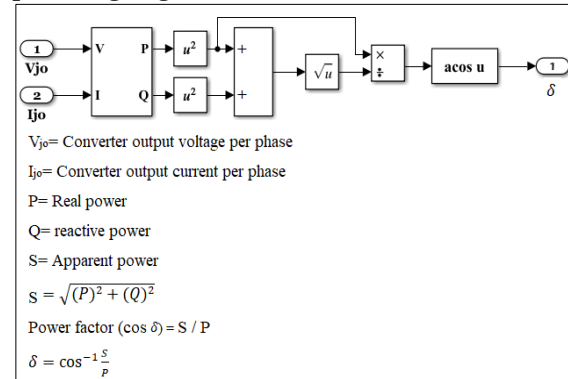 1
Vjo
2
Ijo
V
I
P
Q
u²
u²
+
+
√u
×
÷
acos u
1
δ
Vjo= Converter output voltage per phase
Ijo= Converter output current per phase
P= Real power
Q= reactive power
S= Apparent power
S = √(P)² + (Q)²
Power factor (cos δ) = S / P
δ = cos⁻¹ S/P